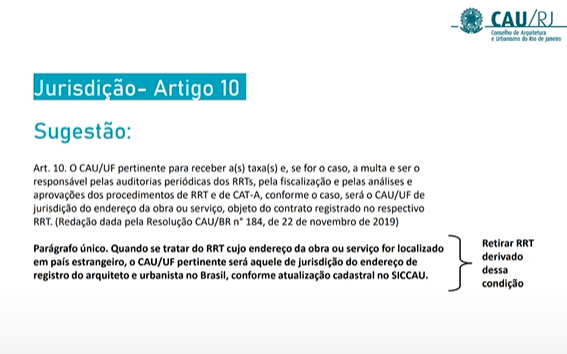 CAU/RJ
Conselho de Arquitetura
e Urbanismo do Rio de Janeiro
Jurisdição- Artigo 10
Sugestão:
Art. 10. O CAU/UF pertinente para receber a(s) taxa(s) e, se for o caso, a multa e ser o
responsável pelas auditorias periódicas dos RRTs, pela fiscalização e pelas análises e
aprovações dos procedimentos de RRT e de CAT-A, conforme o caso, será o CAU/UF de
jurisdição do endereço da obra ou serviço, objeto do contrato registrado no respectivo
RRT. (Redação dada pela Resolução CAU/BR n° 184, de 22 de novembro de 2019)
Parágrafo único. Quando se tratar do RRT cujo endereço da obra ou serviço for localizado
em país estrangeiro, o CAU/UF pertinente será aquele de jurisdição do endereço de
registro do arquiteto e urbanista no Brasil, conforme atualização cadastral no SICCAU.
Retirar RRT
derivado
dessa
condição